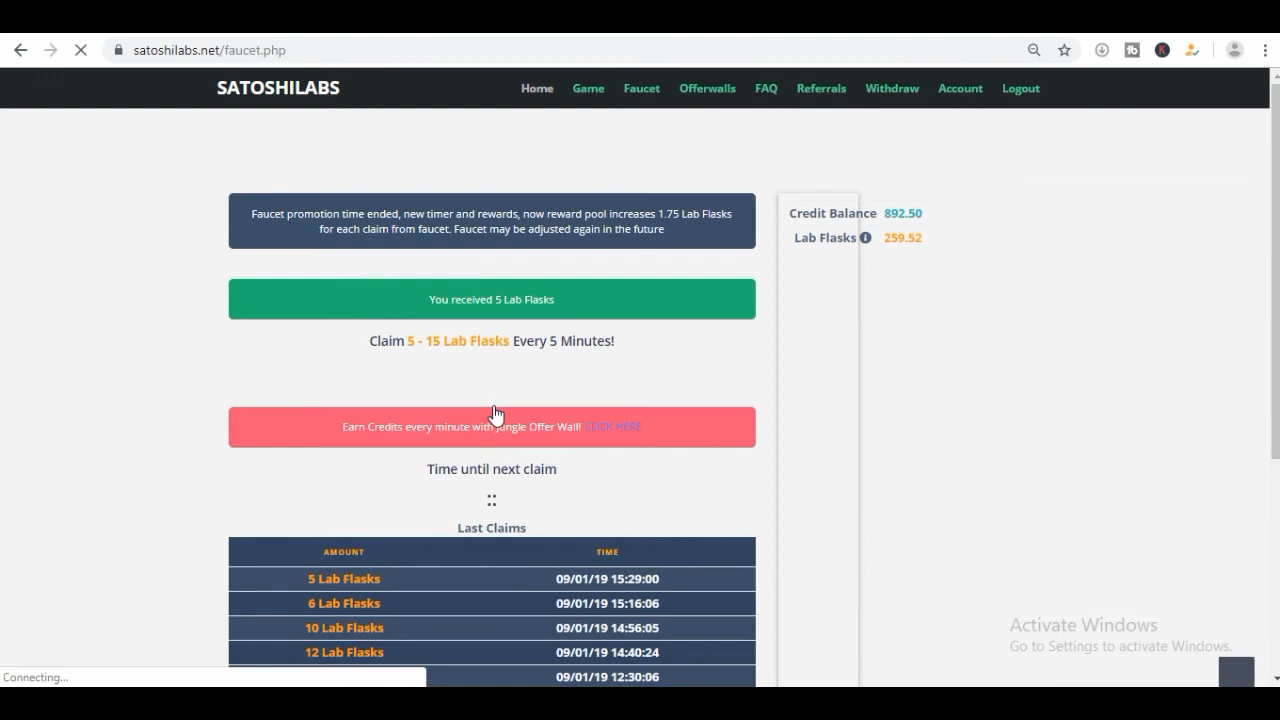 satoshilabs.net/faucet.php
SATOSHILABS
Home Game Faucet Offerwalls FAQ Referrals Withdraw Account Logout
Faucet promotion time ended, new timer and rewards, now reward pool increases 1.75 Lab Flasks
for each claim from faucet. Faucet may be adjusted again in the future
Credit Balance 892.50
Lab Flasks 259.52
You received 5 Lab Flasks
Claim 5 - 15 Lab Flasks Every 5 Minutes!
Earn Credits every minute with Jungle Offer Wall! CLICK HERE
Time until next claim
::
Last Claims
AMOUNT TIME
5 Lab Flasks 09/01/19 15:29:00
6 Lab Flasks 09/01/19 15:16:06
10 Lab Flasks 09/01/19 14:56:05
12 Lab Flasks 09/01/19 14:40:24
09/01/19 12:30:06
Activate Windows
Go to Settings to activate Windows.
Connecting...